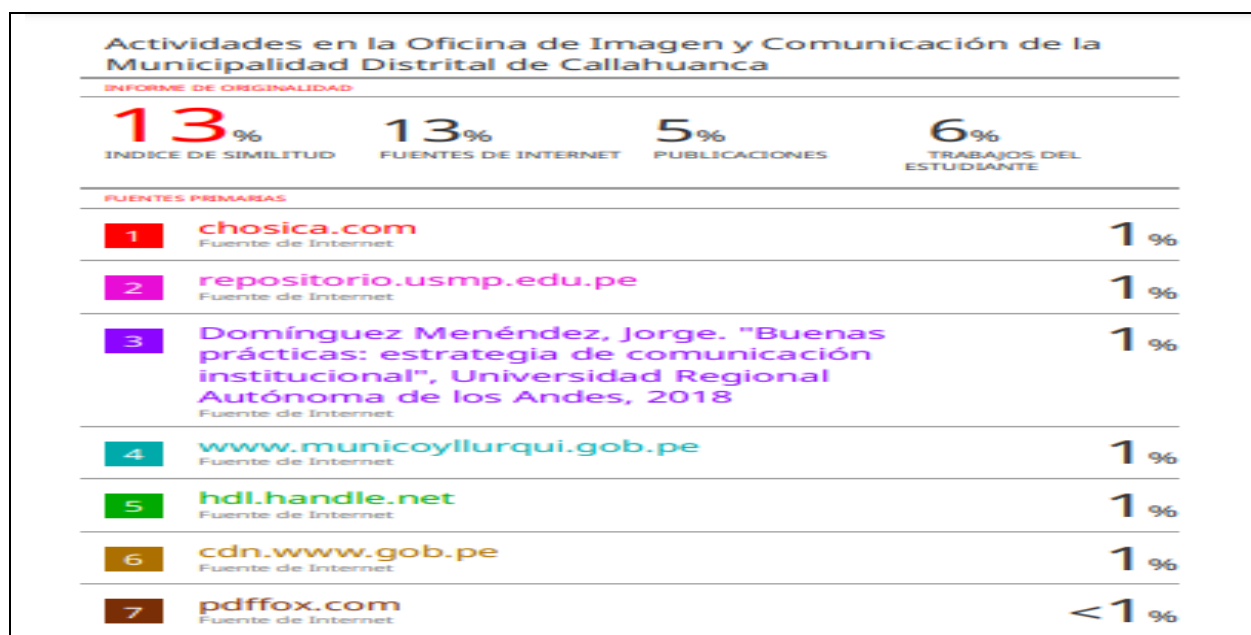 Actividades en la Oficina de Imagen y Comunicación de la
Municipalidad Distrital de Callahuanca
INFORME DE ORIGINALIDAD
13% 13% 5% 6%
INDICE DE SIMILITUD FUENTES DE INTERNET PUBLICACIONES TRABAJOS DEL
ESTUDIANTE
FUENTES PRIMARIAS
1 chosica.com 1%
Fuente de Internet
2 repositorio.usmp.edu.pe 1%
Fuente de Internet
3 Domínguez Menéndez, Jorge. "Buenas 1%
prácticas: estrategia de comunicación
institucional", Universidad Regional
Autónoma de los Andes, 2018
Fuente de Internet
4 www.municoyllurqui.gob.pe 1%
Fuente de Internet
5 hdl.handle.net 1%
Fuente de Internet
6 cdn.www.gob.pe 1%
Fuente de Internet
7 pdffox.com <1%
Fuente de Internet